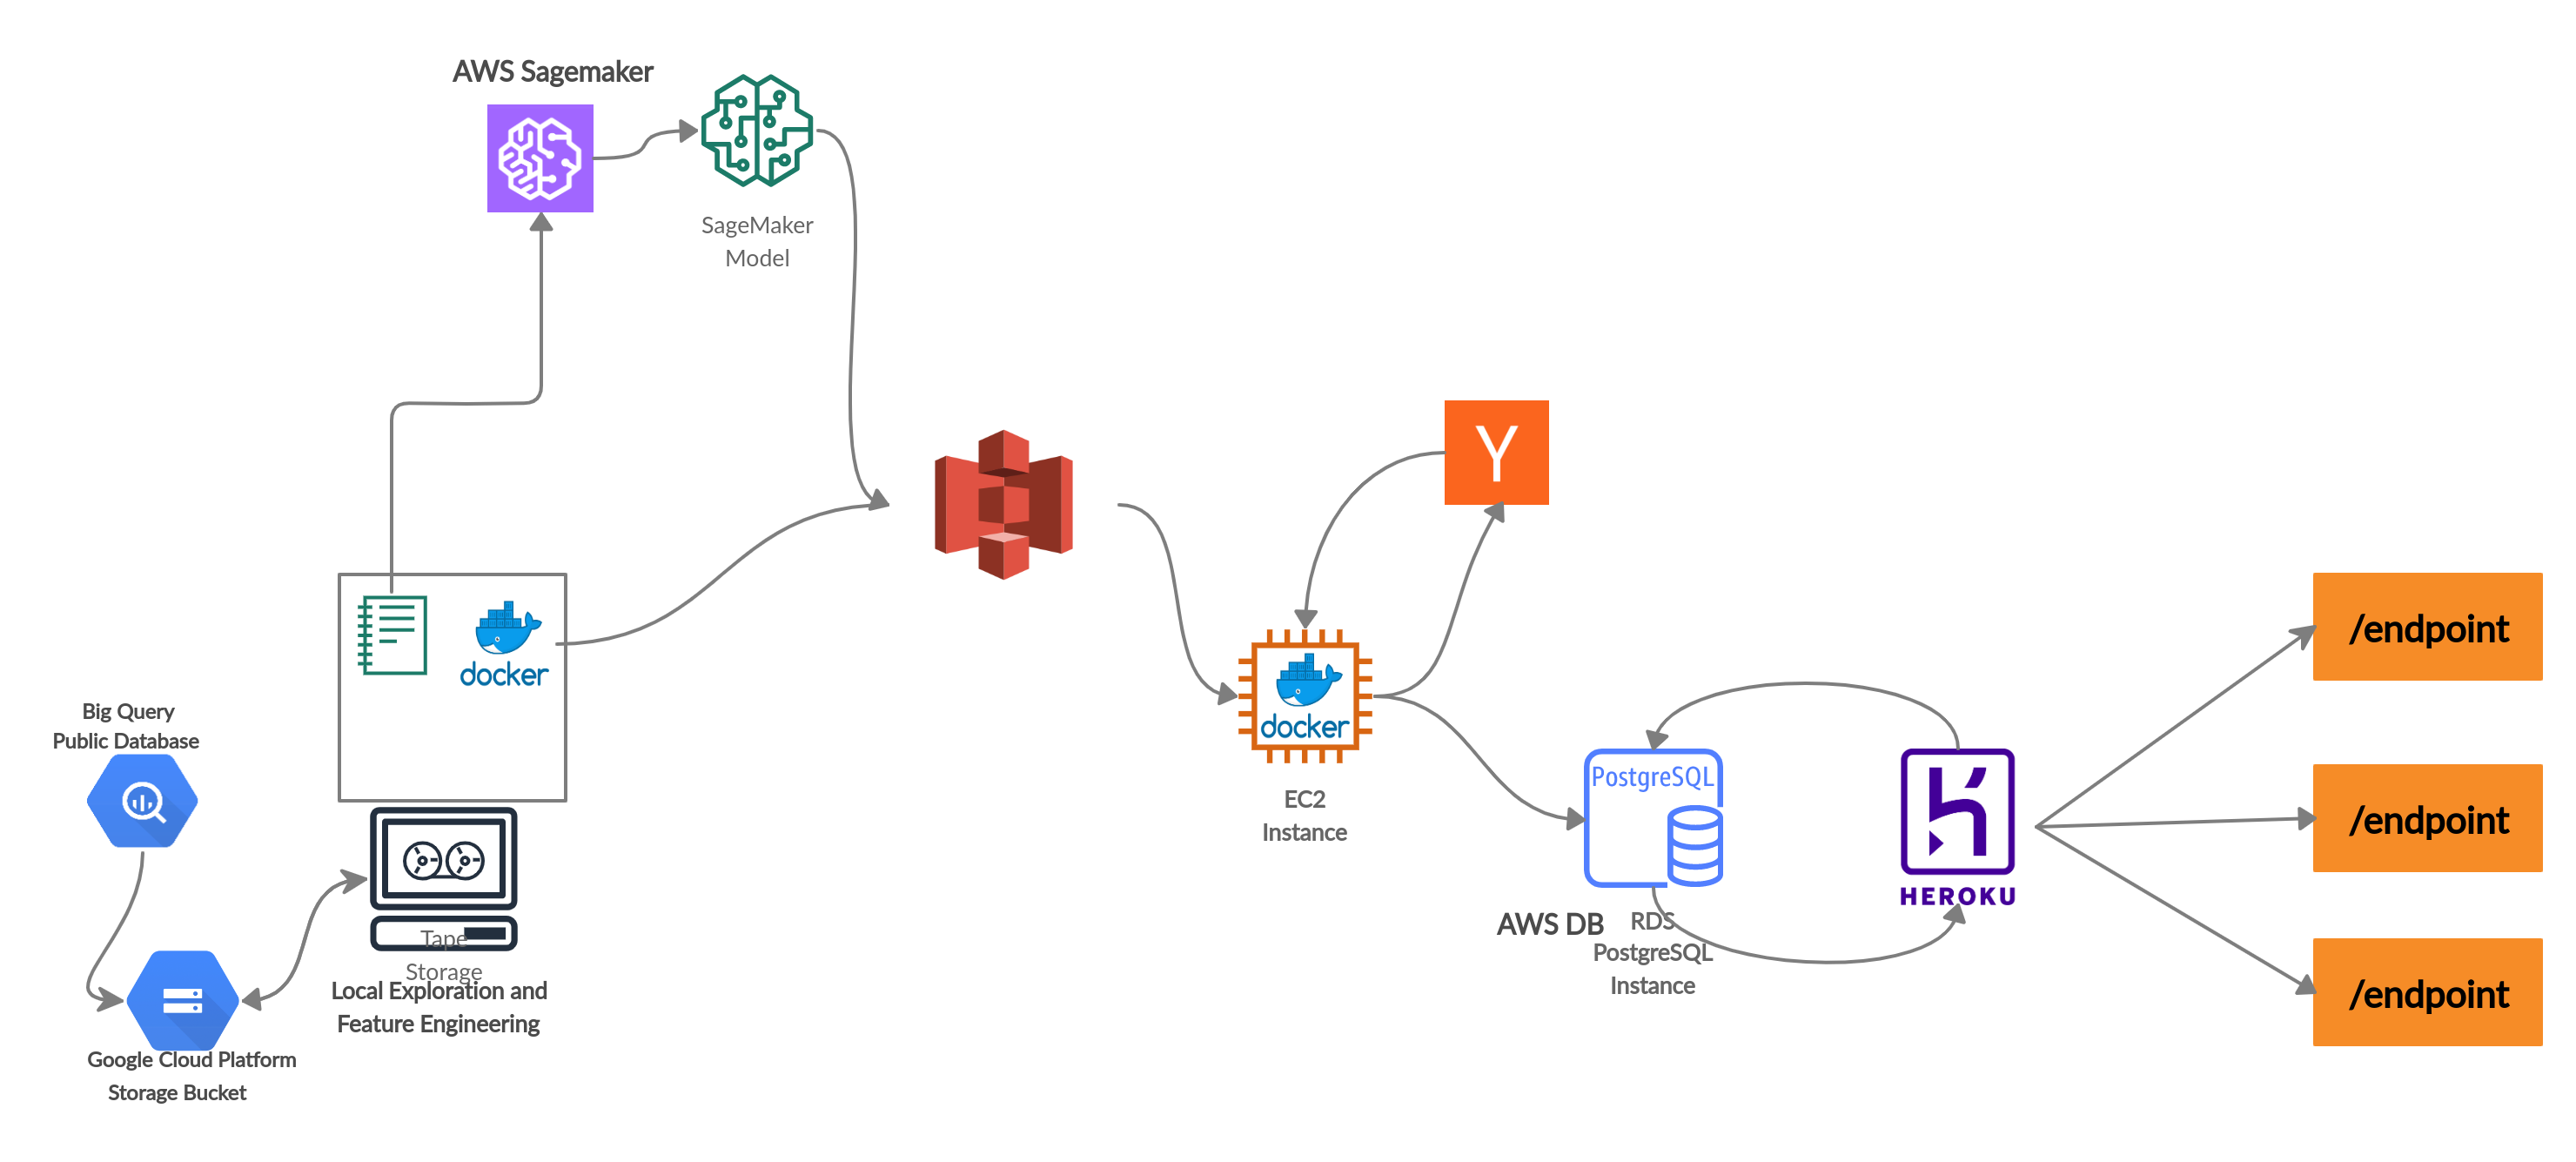 AWS Sagemaker
SageMaker
Model
Y
docker
Big Query
Public Database
docker
EC2
Instance
Tape
Storage
Local Exploration and
Feature Engineering
Google Cloud Platform
Storage Bucket
PostgreSQL
AWS DB
RDS
PostgreSQL
Instance
HEROKU
/endpoint
/endpoint
/endpoint